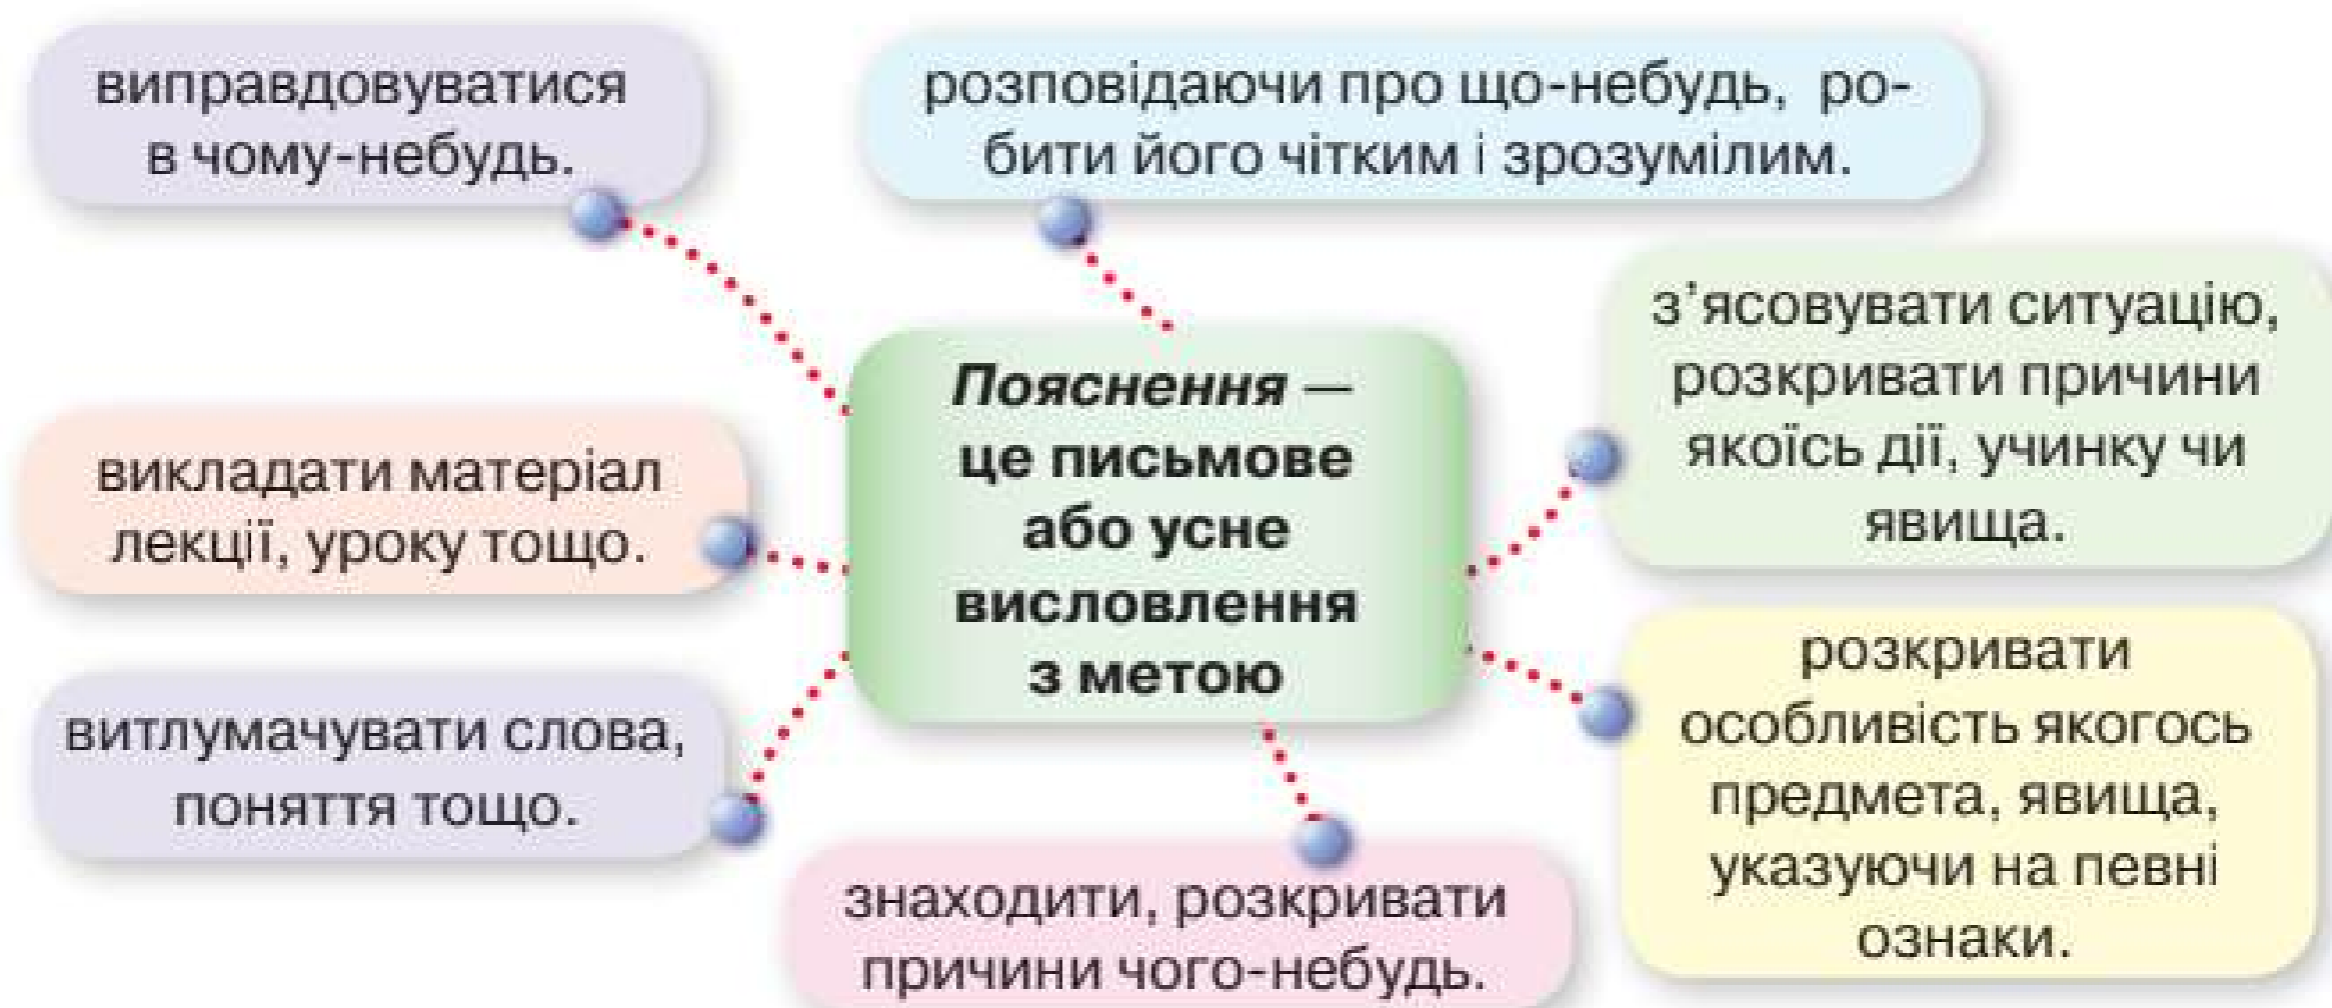 виправдовуватися
в чому-небудь.
розповідаючи про що-небудь, ро-
бити його чітким і зрозумілим.
Пояснення —
це письмове
або усне
висловлення
з метою
з’ясовувати ситуацію,
розкривати причини
якоїсь дії, учинку чи
явища.
викладати матеріал
лекції, уроку тощо.
розкривати
особливість якогось
предмета, явища,
указуючи на певні
ознаки.
витлумачувати слова,
поняття тощо.
знаходити, розкривати
причини чого-небудь.